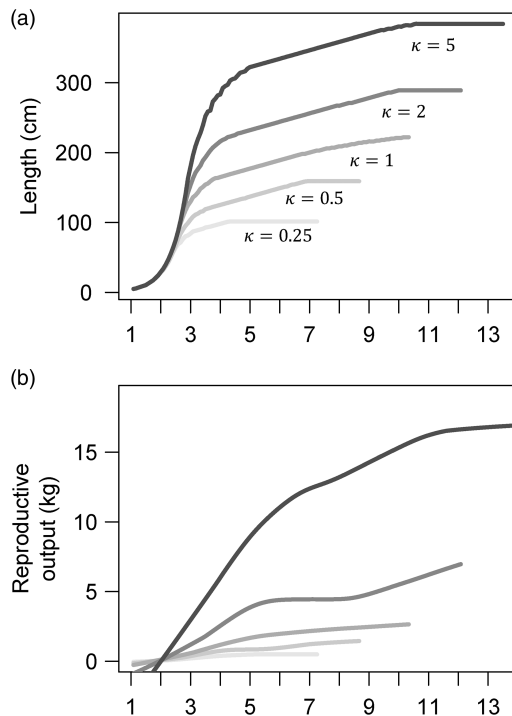 (a)
Length (cm)
300
200
100
0
κ = 5
κ = 2
κ = 1
κ = 0.5
κ = 0.25
1 3 5 7 9 11 13
(b)
Reproductive
output (kg)
15
10
5
0
1 3 5 7 9 11 13